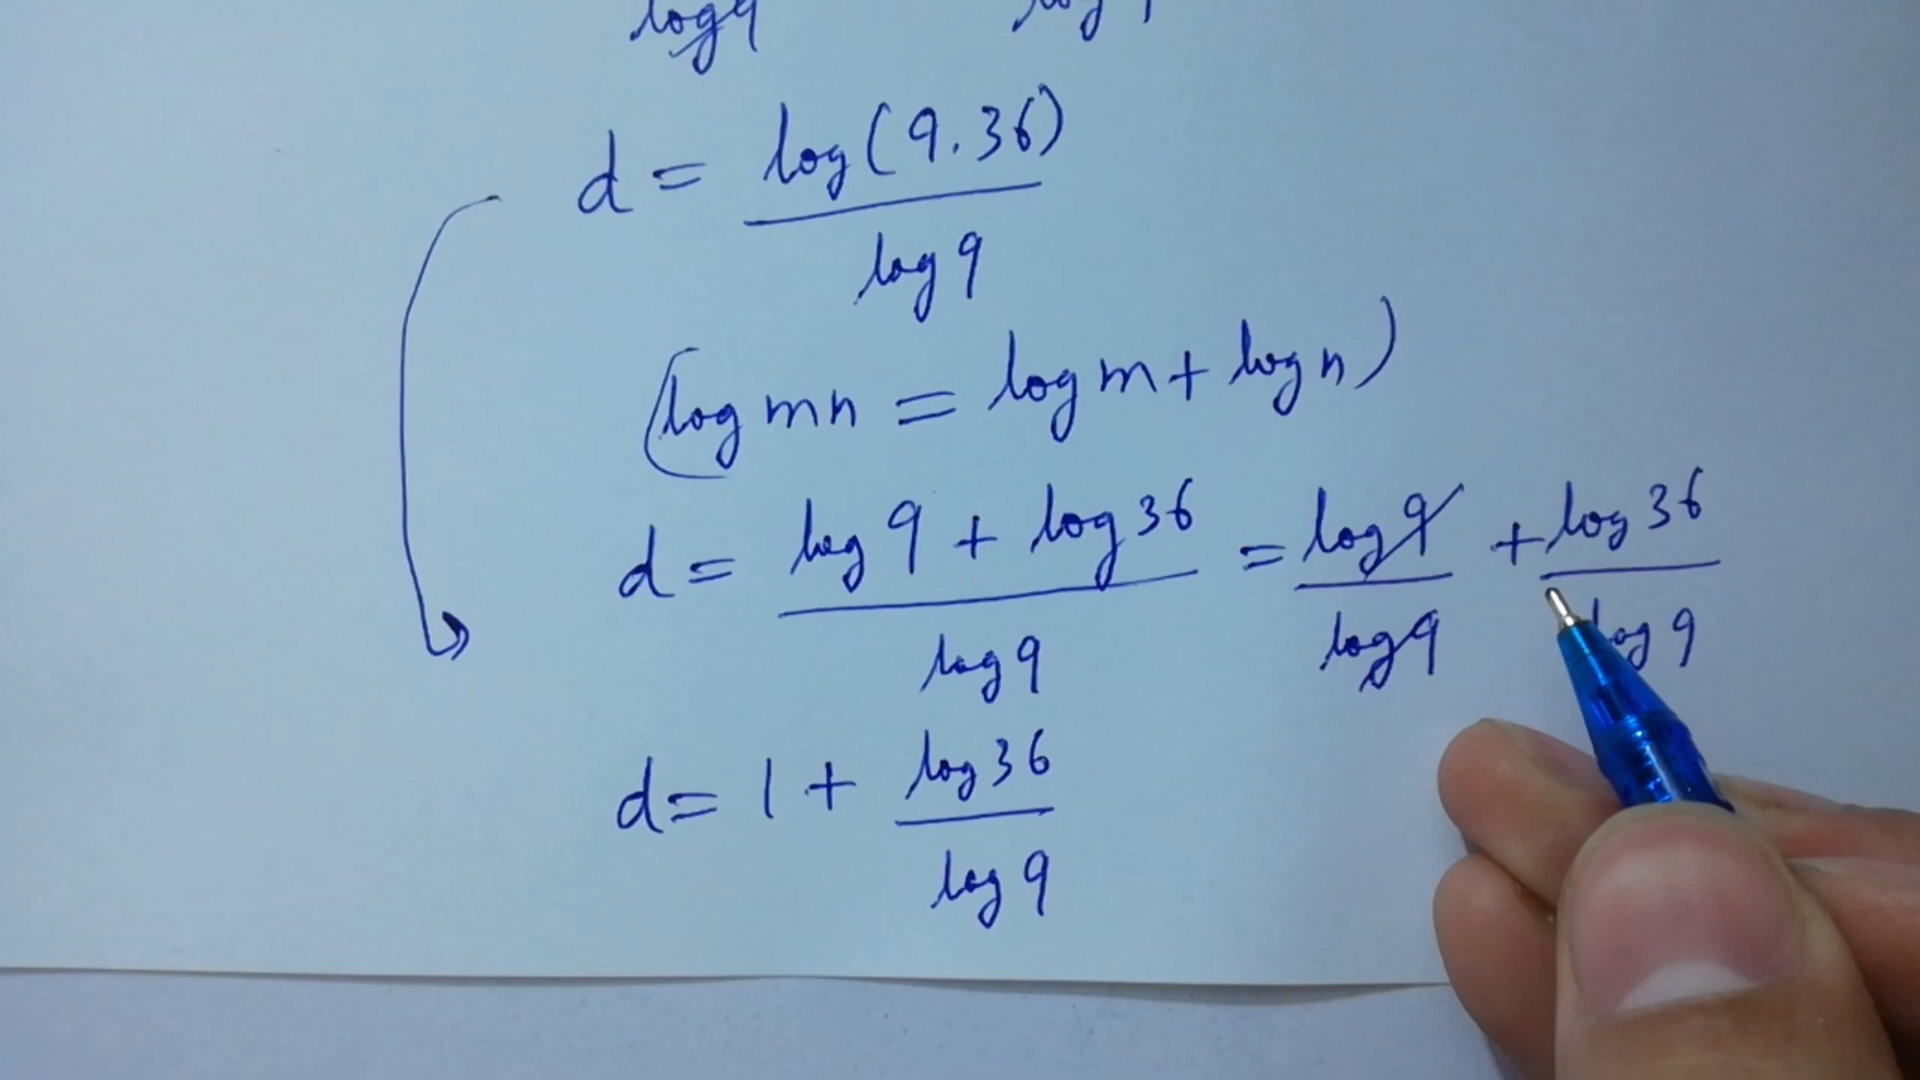 log9
d = log(9.36)
log 9
(log mn = log m + log n)
d = log 9 + log 36 = log 9 + log 36
log 9 log 9 log 9
d = 1 + log 36
log 9